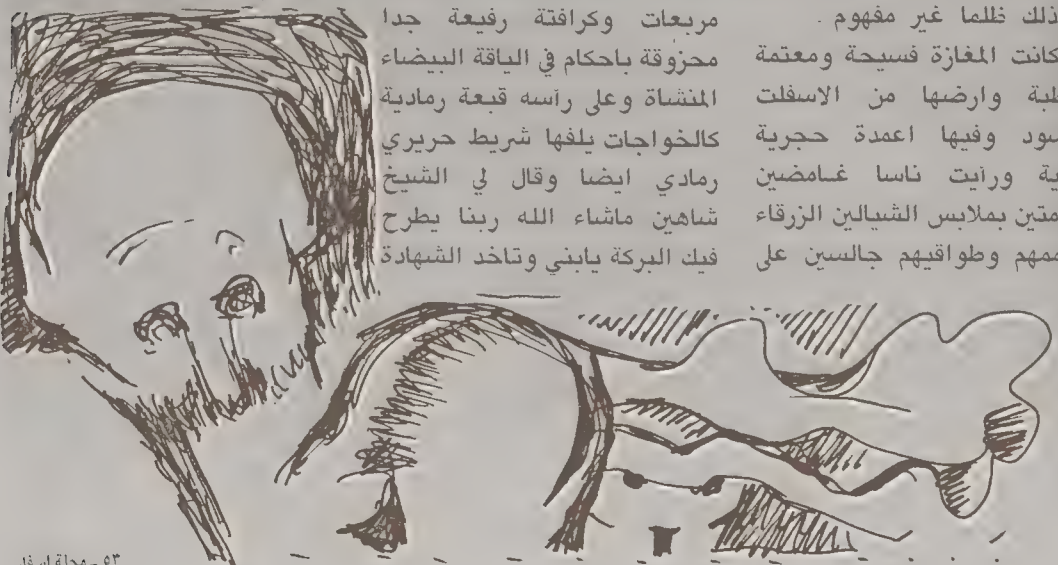 ذلك ظلما غير مفهوم .
كانت المغازة فسيحة ومعتمة
وارضها من الاسفلت
وفيها اعمدة حجرية
ورأيت ناسا غامضين
بملابس الشيالين الزرقاء
وطواقيهم جالسين على
مربعات وكرافتة رفيعة جدا
محزوقة باحكام في الياقة البيضاء
المنشاة وعلى رأسه قبعة رمادية
كالخواجات يلفها شريط حريري
رمادي ايضا وقال لي الشيخ
شاهين ماشاء الله ربنا يطرح
فيك البركة يابني وتاخد الشهادة
٥٣ - مجلة